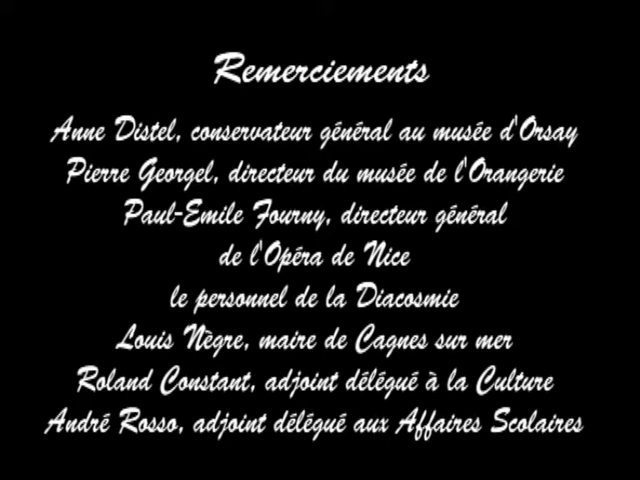 Remerciements
Anne Distel, conservateur général au musée d'Orsay
Pierre Georgel, directeur du musée de l'Orangerie
Paul-Emile Fourny, directeur général
de l'Opéra de Nice
le personnel de la Diacosmie
Louis Nègre, maire de Cagnes sur mer
Roland Constant, adjoint délégué à la Culture
André Rosso, adjoint délégué aux Affaires Scolaires